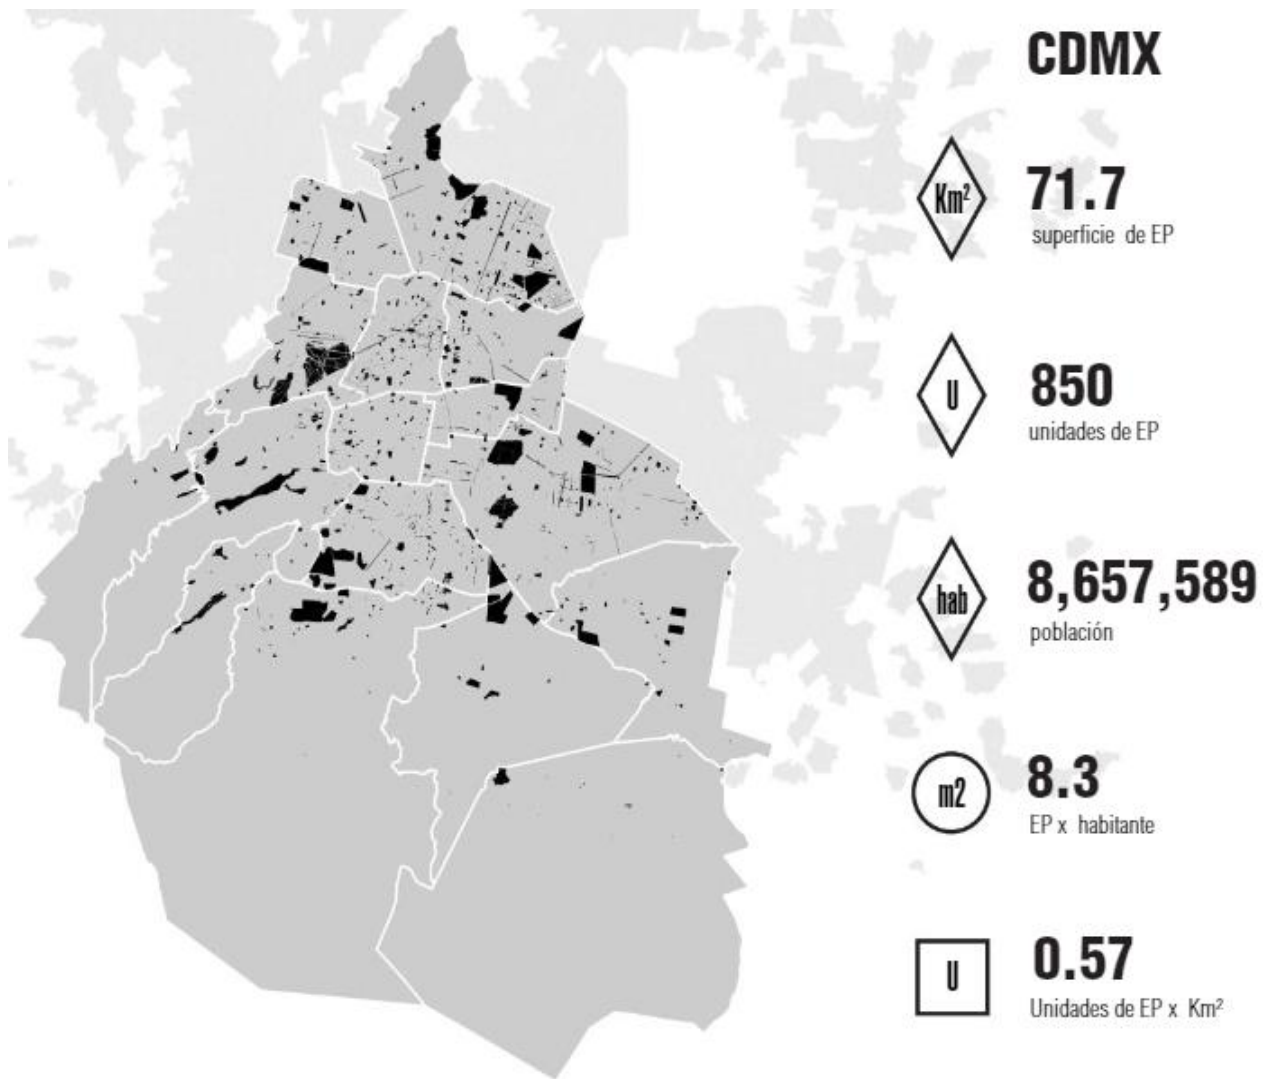 CDMX
Km²
71.7
superficie de EP
U
850
unidades de EP
hab
8,657,589
población
m2
8.3
EP x habitante
U
0.57
Unidades de EP x Km²